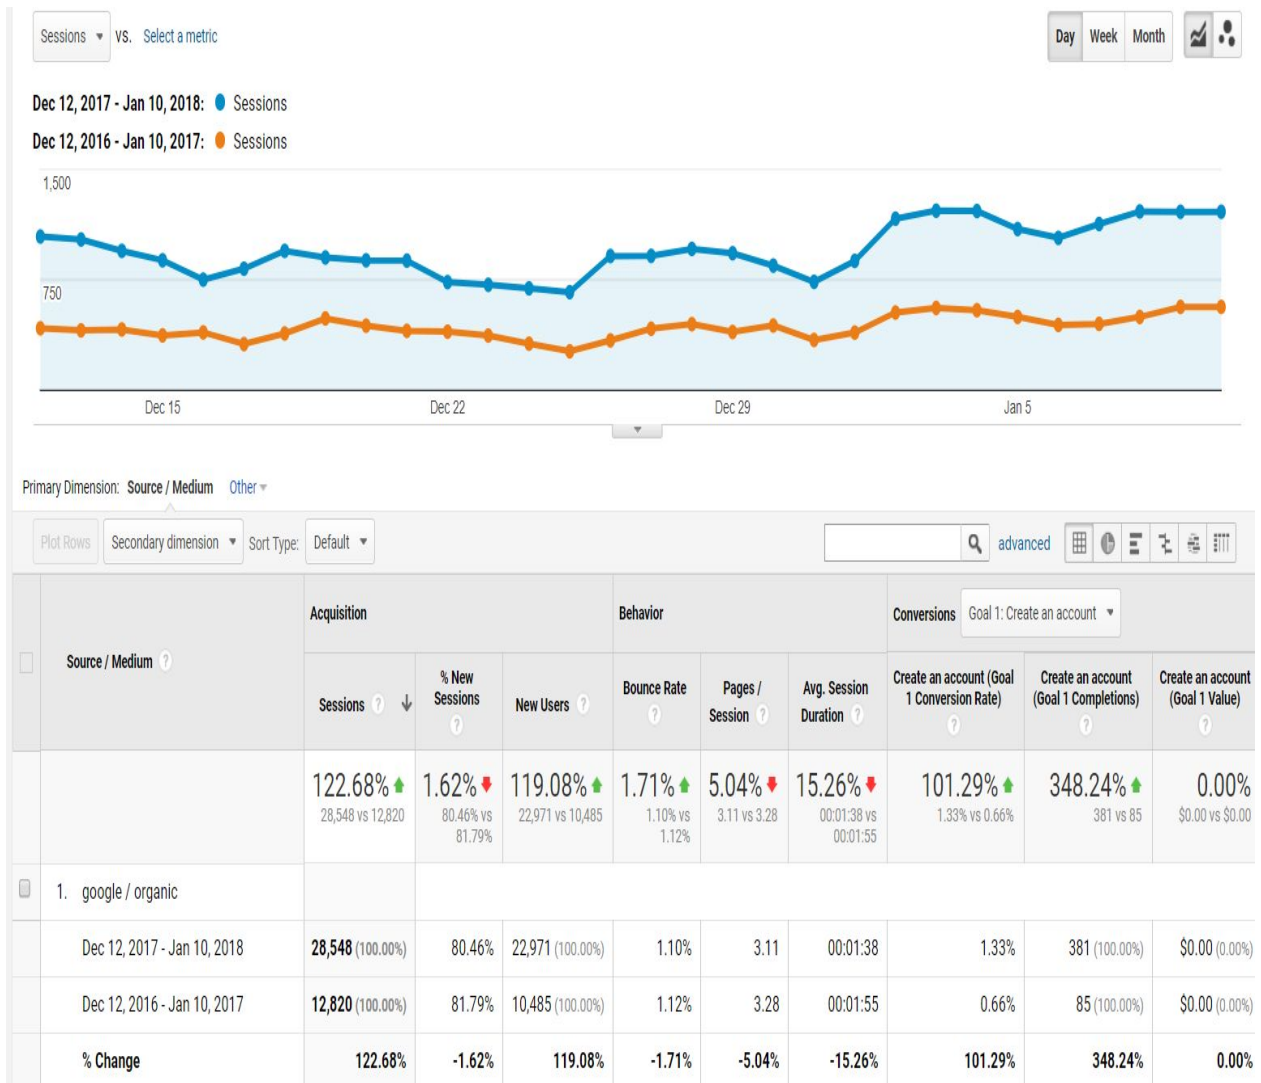 Sessions VS. Select a metric Day Week Month
Dec 12, 2017 - Jan 10, 2018: Sessions
Dec 12, 2016 - Jan 10, 2017: Sessions
1,500
750
Dec 15 Dec 22 Dec 29 Jan 5
Primary Dimension: Source / Medium Other
Plot Rows Secondary dimension Sort Type: Default advanced
Acquisition Behavior Conversions Goal 1: Create an account
Source / Medium ?
Sessions ? % New Sessions ? New Users ? Bounce Rate ? Pages / Session ? Avg. Session Duration ? Create an account (Goal 1 Conversion Rate) ? Create an account (Goal 1 Completions) ? Create an account (Goal 1 Value) ?
122.68% 1.62% 119.08% 1.71% 5.04% 15.26% 101.29% 348.24% 0.00%
28,548 vs 12,820 80.46% vs 81.79% 22,971 vs 10,485 1.10% vs 1.12% 3.11 vs 3.28 00:01:38 vs 00:01:55 1.33% vs 0.66% 381 vs 85 $0.00 vs $0.00
1. google / organic
Dec 12, 2017 - Jan 10, 2018 28,548 (100.00%) 80.46% 22,971 (100.00%) 1.10% 3.11 00:01:38 1.33% 381 (100.00%) $0.00 (0.00%)
Dec 12, 2016 - Jan 10, 2017 12,820 (100.00%) 81.79% 10,485 (100.00%) 1.12% 3.28 00:01:55 0.66% 85 (100.00%) $0.00 (0.00%)
% Change 122.68% -1.62% 119.08% -1.71% -5.04% -15.26% 101.29% 348.24% 0.00%